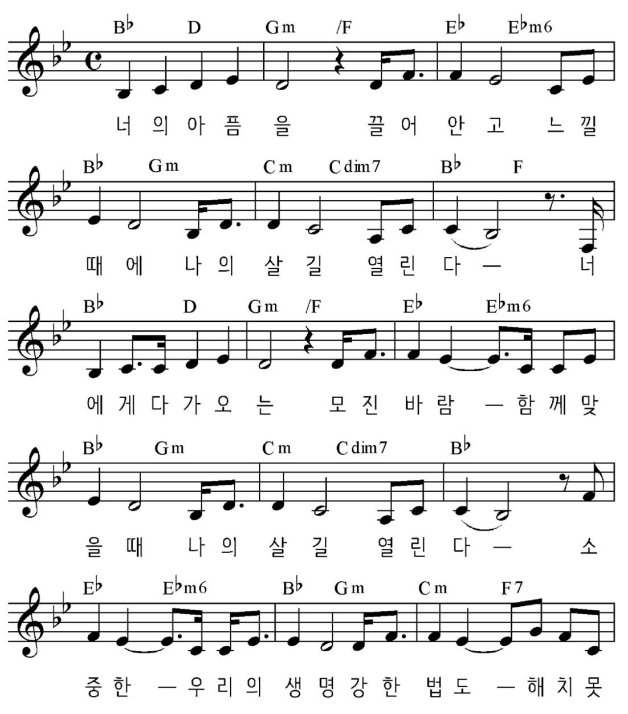 B♭ D Gm /F E♭ E♭m6
너 의 아 픔 을 끌 어 안 고 느 낄
B♭ Gm Cm Cdim7 B♭ F
때 에 나 의 살 길 열 린 다 — 너
B♭ D Gm /F E♭ E♭m6
에 게 다 가 오 는 모 진 바 람 — 함 께 맞
B♭ Gm Cm Cdim7 B♭
을 때 나 의 살 길 열 린 다 — 소
E♭ E♭m6 B♭ Gm Cm F7
중 한 — 우 리 의 생 명 강 한 법 도 — 해 치 못